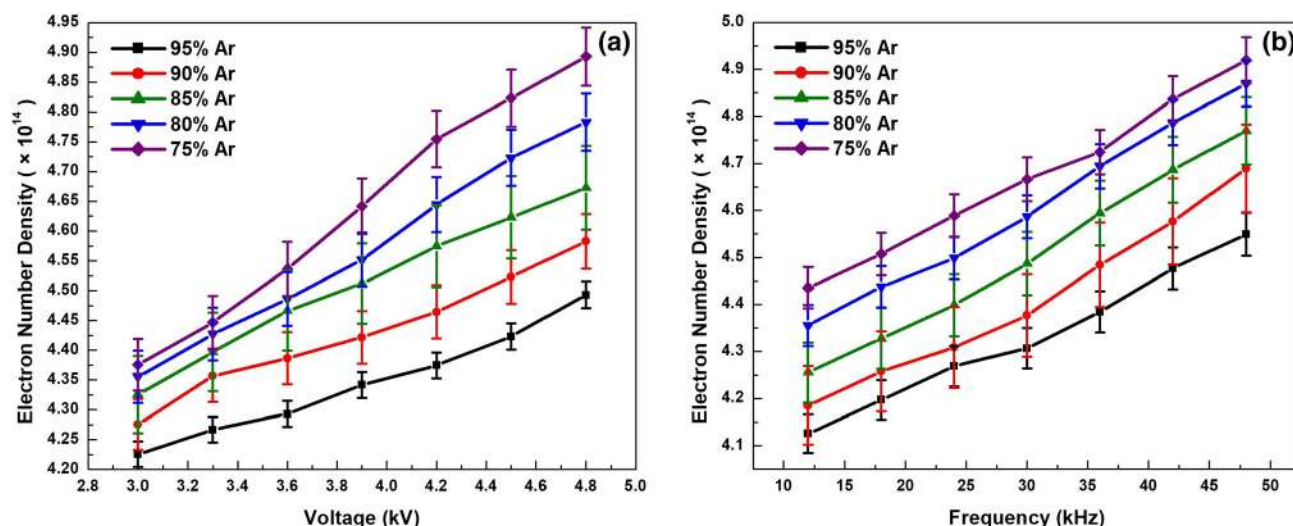 (a)
95% Ar
90% Ar
85% Ar
80% Ar
75% Ar
4.95
4.90
4.85
4.80
4.75
4.70
4.65
4.60
4.55
4.50
4.45
4.40
4.35
4.30
4.25
4.20
Electron Number Density ( × 10¹⁴)
2.8 3.0 3.2 3.4 3.6 3.8 4.0 4.2 4.4 4.6 4.8 5.0
Voltage (kV)
(b)
95% Ar
90% Ar
85% Ar
80% Ar
75% Ar
5.0
4.9
4.8
4.7
4.6
4.5
4.4
4.3
4.2
4.1
Electron Number Density ( × 10¹⁴)
10 15 20 25 30 35 40 45 50
Frequency (kHz)